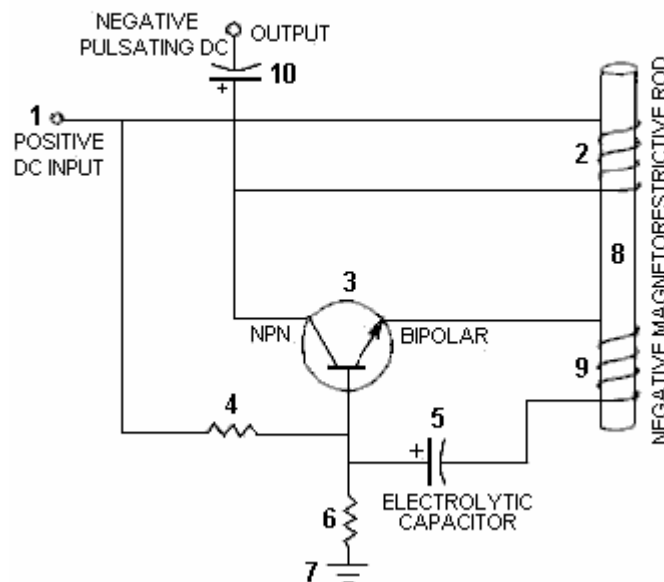 NEGATIVE
PULSATING DC
OUTPUT
+
10
1
POSITIVE
DC INPUT
2
8
3
NPN
BIPOLAR
9
4
5
+
ELECTROLYTIC
CAPACITOR
6
7
NEGATIVE MAGNETORESTRICTIVE ROD